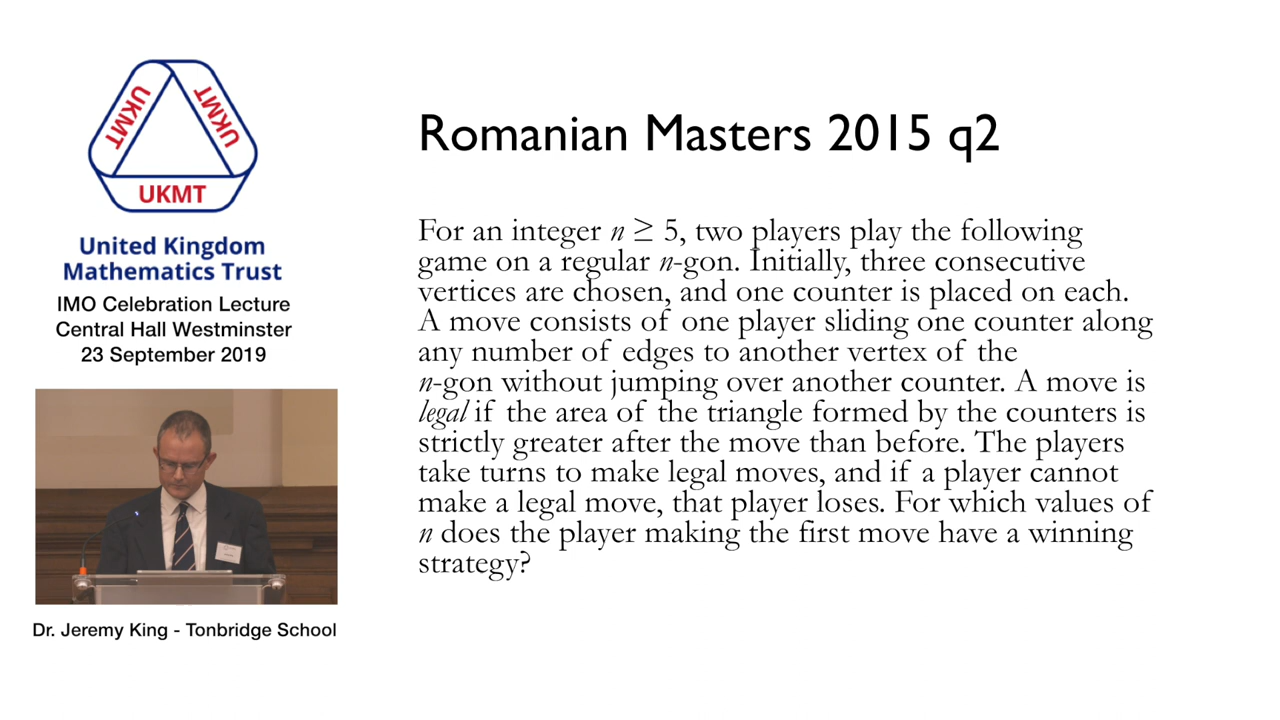 UKMT
UKMT
UKMT
United Kingdom
Mathematics Trust
IMO Celebration Lecture
Central Hall Westminster
23 September 2019
Dr. Jeremy King - Tonbridge School
Romanian Masters 2015 q2
For an integer n ≥ 5, two players play the following
game on a regular n-gon. Initially, three consecutive
vertices are chosen, and one counter is placed on each.
A move consists of one player sliding one counter along
any number of edges to another vertex of the
n-gon without jumping over another counter. A move is
legal if the area of the triangle formed by the counters is
strictly greater after the move than before. The players
take turns to make legal moves, and if a player cannot
make a legal move, that player loses. For which values of
n does the player making the first move have a winning
strategy?